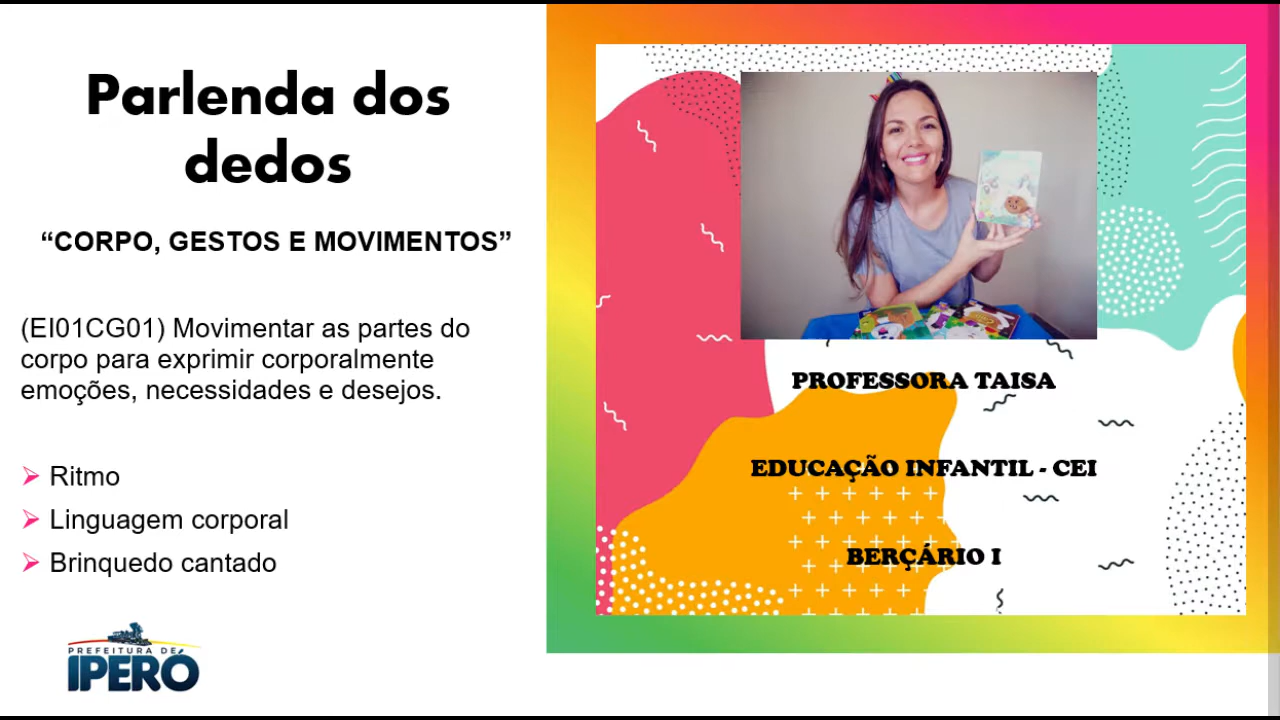 Parlenda dos
dedos
“CORPO, GESTOS E MOVIMENTOS”
(EI01CG01) Movimentar as partes do
corpo para exprimir corporalmente
emoções, necessidades e desejos.
Ritmo
Linguagem corporal
Brinquedo cantado
PREFEITURA DE
IPERÓ
PROFESSORA TAISA
EDUCAÇÃO INFANTIL - CEI
BERÇÁRIO I